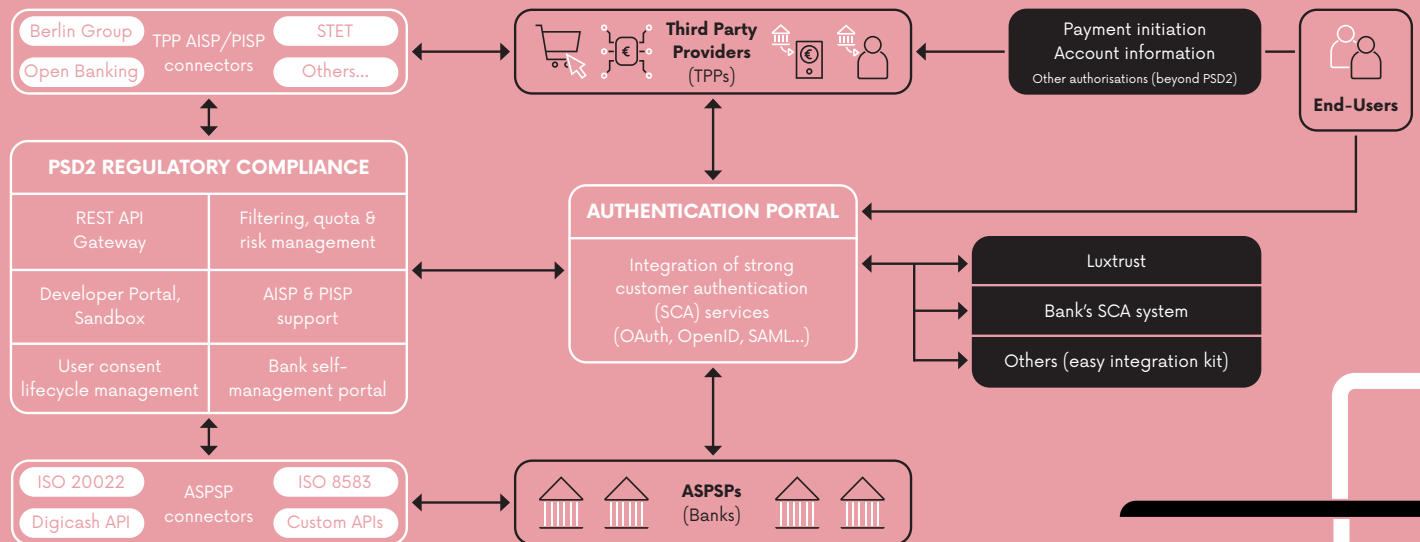 Berlin Group
TPP AISP/PISP
connectors
STET
Open Banking
Others...
Third Party
Providers
(TPPs)
€
€
Payment initiation
Account information
Other authorisations (beyond PSD2)
End-Users
PSD2 REGULATORY COMPLIANCE
REST API
Gateway
Filtering, quota &
risk management
Developer Portal,
Sandbox
AISP & PISP
support
User consent
lifecycle management
Bank self-
management portal
AUTHENTICATION PORTAL
Integration of strong
customer authentication
(SCA) services
(OAuth, OpenID, SAML...)
Luxtrust
Bank's SCA system
Others (easy integration kit)
ISO 20022
ASPSP
connectors
ISO 8583
Digicash API
Custom APIs
ASPSPs
(Banks)